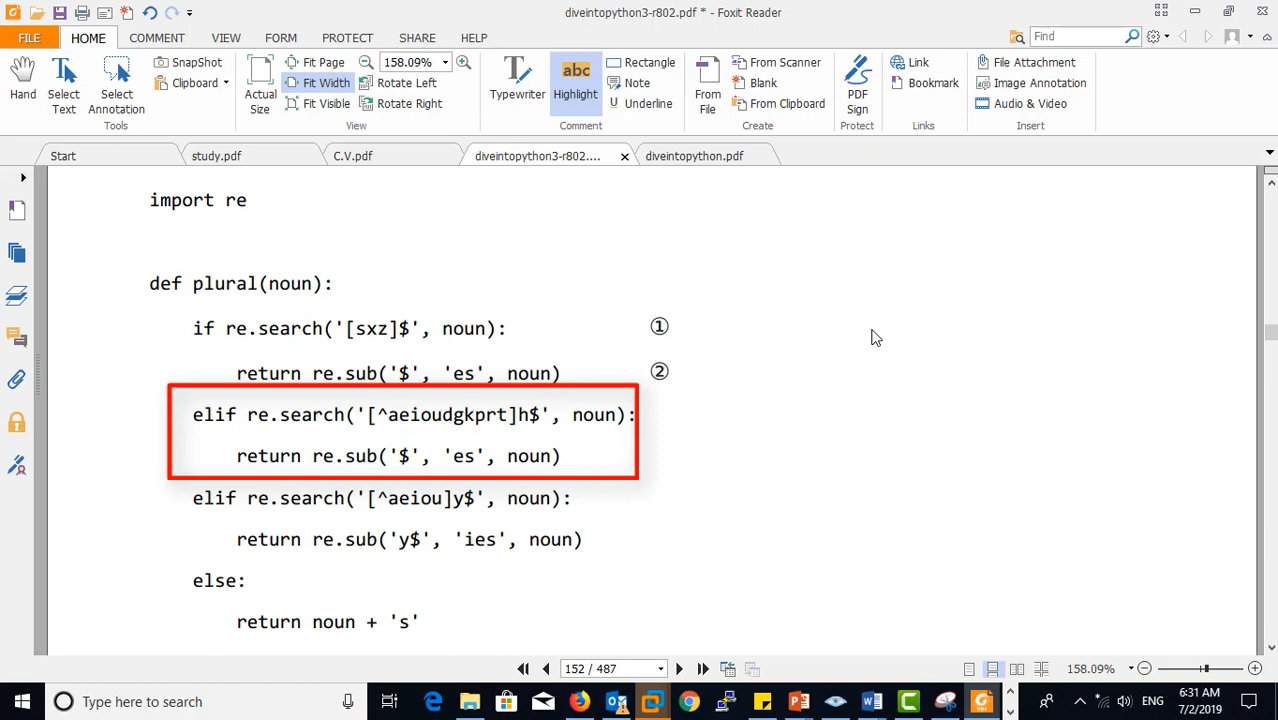 diveintopython3-r802.pdf * - Foxit Reader
FILE HOME COMMENT VIEW FORM PROTECT SHARE HELP Find
Hand Select Text Select Annotation SnapShot Clipboard
Tools
Actual Size Fit Page Fit Width Fit Visible 158.09% Rotate Left Rotate Right
View
Typewriter Highlight Rectangle Note Underline
Comment
From File From Scanner Blank From Clipboard
Create
PDF Sign
Protect
Link Bookmark
Links
File Attachment Image Annotation Audio & Video
Insert
Start study.pdf C.V.pdf diveintopython3-r802.... diveintopython.pdf
import re
def plural(noun):
if re.search('[sxz]$', noun): ①
return re.sub('$', 'es', noun) ②
elif re.search('[^aeioudgkprt]h$', noun):
return re.sub('$', 'es', noun)
elif re.search('[^aeiou]y$', noun):
return re.sub('y$', 'ies', noun)
else:
return noun + 's'
152 / 487 158.09%
Type here to search ENG 6:31 AM
7/2/2019